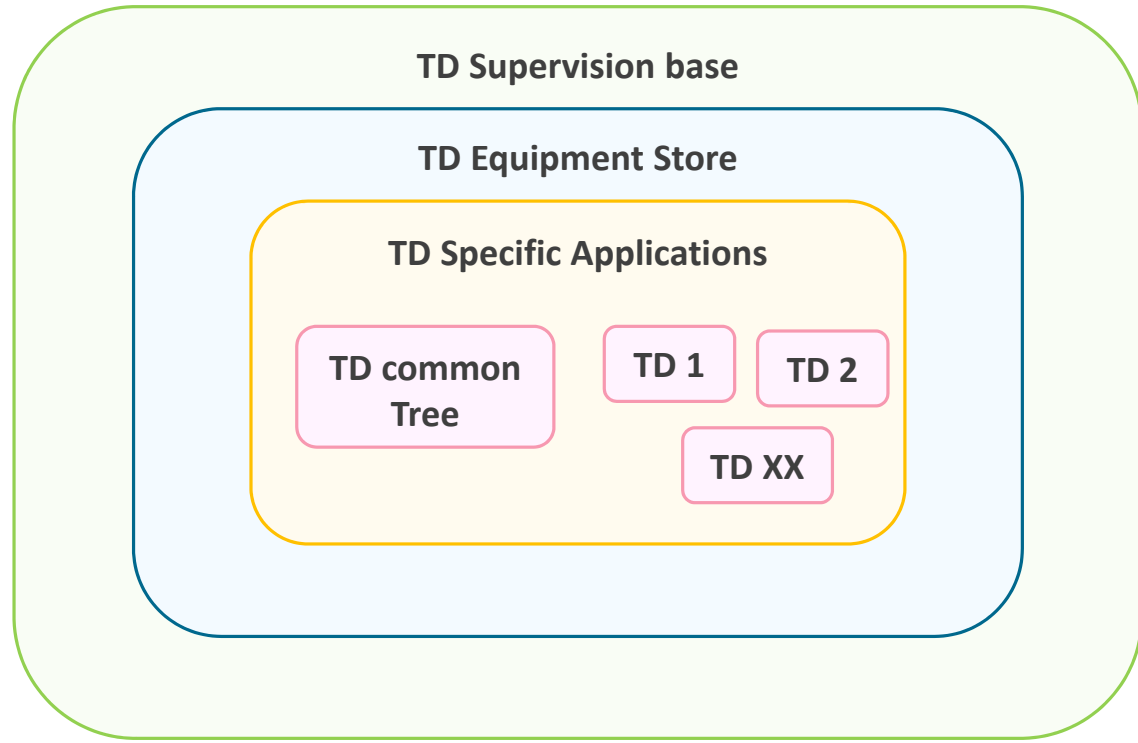 TD Supervision base
TD Equipment Store
TD Specific Applications
TD common
Tree
TD 1
TD 2
TD XX